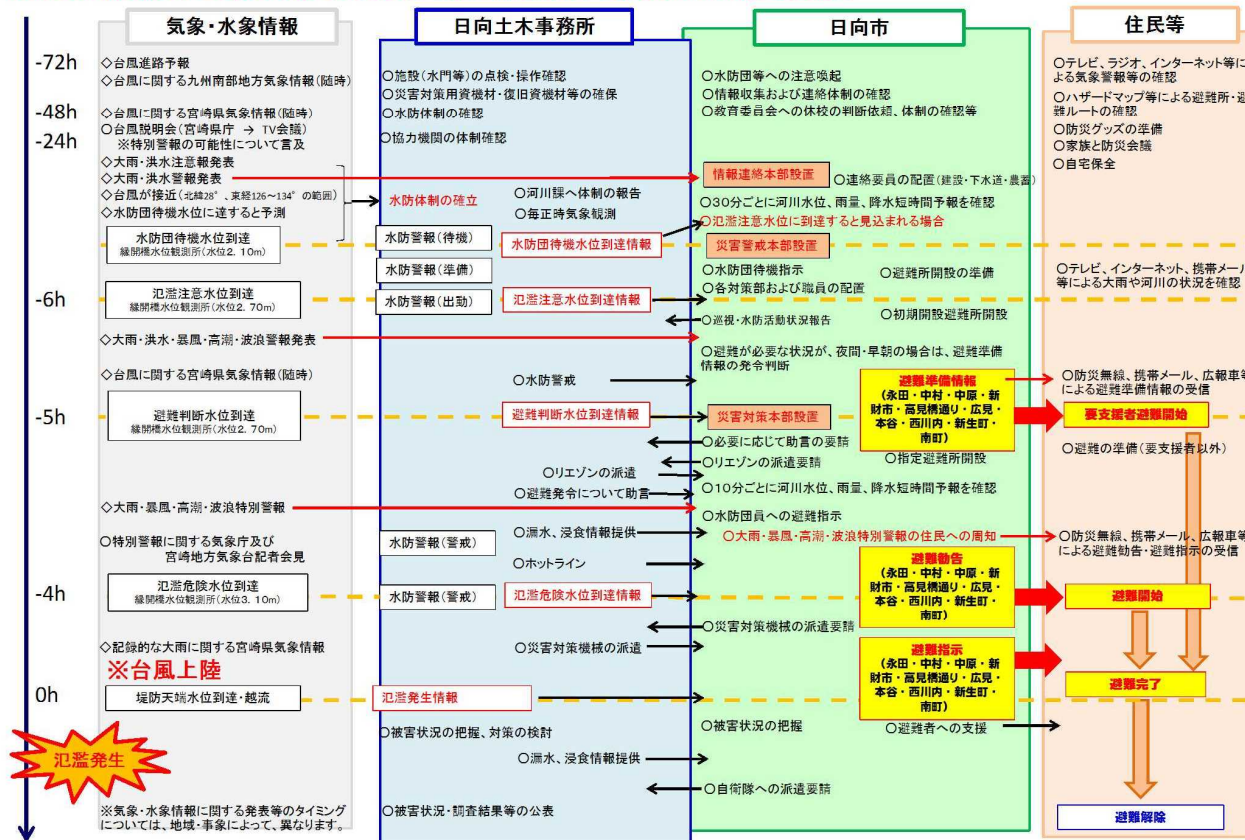 気象・水象情報
日向土木事務所
日向市
住民等
-72h
-48h
-24h
-6h
-5h
-4h
0h
氾濫発生
◇台風進路予報
◇台風に関する九州南部地方気象情報(随時)
◇台風に関する宮崎県気象情報(随時)
○台風説明会(宮崎県庁 → TV会議)
※特別警報の可能性について言及
◇大雨・洪水注意報発表
◇大雨・洪水警報発表
◇台風が接近(北緯28°、東経126~134°の範囲)
◇水防団待機水位に達すると予測
水防団待機水位到達
縁開橋水位観測所(水位2.10m)
氾濫注意水位到達
縁開橋水位観測所(水位2.70m)
◇大雨・洪水・暴風・高潮・波浪警報発表
◇台風に関する宮崎県気象情報(随時)
避難判断水位到達
縁開橋水位観測所(水位2.70m)
◇大雨・暴風・高潮・波浪特別警報
○特別警報に関する気象庁及び
宮崎地方気象台記者会見
氾濫危険水位到達
縁開橋水位観測所(水位3.10m)
◇記録的な大雨に関する宮崎県気象情報
※台風上陸
堤防天端水位到達・越流
※気象・水象情報に関する発表等のタイミング
については、地域・事象によって、異なります。
○施設(水門等)の点検・操作確認
○災害対策用資機材・復旧資機材等の確保
○水防体制の確認
○協力機関の体制確認
水防体制の確立
○河川課へ体制の報告
○毎正時気象観測
水防警報(待機)
水防団待機水位到達情報
水防警報(準備)
水防警報(出動)
氾濫注意水位到達情報
○水防警戒
避難判断水位到達情報
○リエゾンの派遣
○避難発令について助言
○漏水、浸食情報提供
水防警報(警戒)
○ホットライン
水防警報(警戒)
氾濫危険水位到達情報
○災害対策機械の派遣
氾濫発生情報
○被害状況の把握、対策の検討
○漏水、浸食情報提供
○被害状況・調査結果等の公表
○水防団等への注意喚起
○情報収集および連絡体制の確認
○教育委員会への休校の判断依頼、体制の確認等
情報連絡本部設置
○連絡要員の配置(建設・下水道・農畜)
○30分ごとに河川水位、雨量、降水短時間予報を確認
○氾濫注意水位に到達すると見込まれる場合
災害警戒本部設置
○水防団待機指示
○避難所開設の準備
○各対策部および職員の配置
○初期開設避難所開設
○巡視・水防活動状況報告
○避難が必要な状況が、夜間・早朝の場合は、避難準備
情報の発令判断
避難準備情報
(永田・中村・中原・新
財市・高見橋通り・広見・
本谷・西川内・新生町・
南町)
災害対策本部設置
○必要に応じて助言の要請
○リエゾンの派遣要請
○指定避難所開設
○10分ごとに河川水位、雨量、降水短時間予報を確認
○水防団員への避難指示
○大雨・暴風・高潮・波浪特別警報の住民への周知
避難勧告
(永田・中村・中原・新
財市・高見橋通り・広見・
本谷・西川内・新生町・
南町)
○災害対策機械の派遣要請
避難指示
(永田・中村・中原・新
財市・高見橋通り・広見・
本谷・西川内・新生町・
南町)
○被害状況の把握
○避難者への支援
○自衛隊への派遣要請
○テレビ、ラジオ、インターネット等に
よる気象警報等の確認
○ハザードマップ等による避難所・避
難ルートの確認
○防災グッズの準備
○家族と防災会議
○自宅保全
○テレビ、インターネット、携帯メール
等による大雨や河川の状況を確認
○防災無線、携帯メール、広報車等
による避難準備情報の受信
要支援者避難開始
○避難の準備(要支援者以外)
○防災無線、携帯メール、広報車等
による避難勧告・避難指示の受信
避難開始
避難完了
避難解除